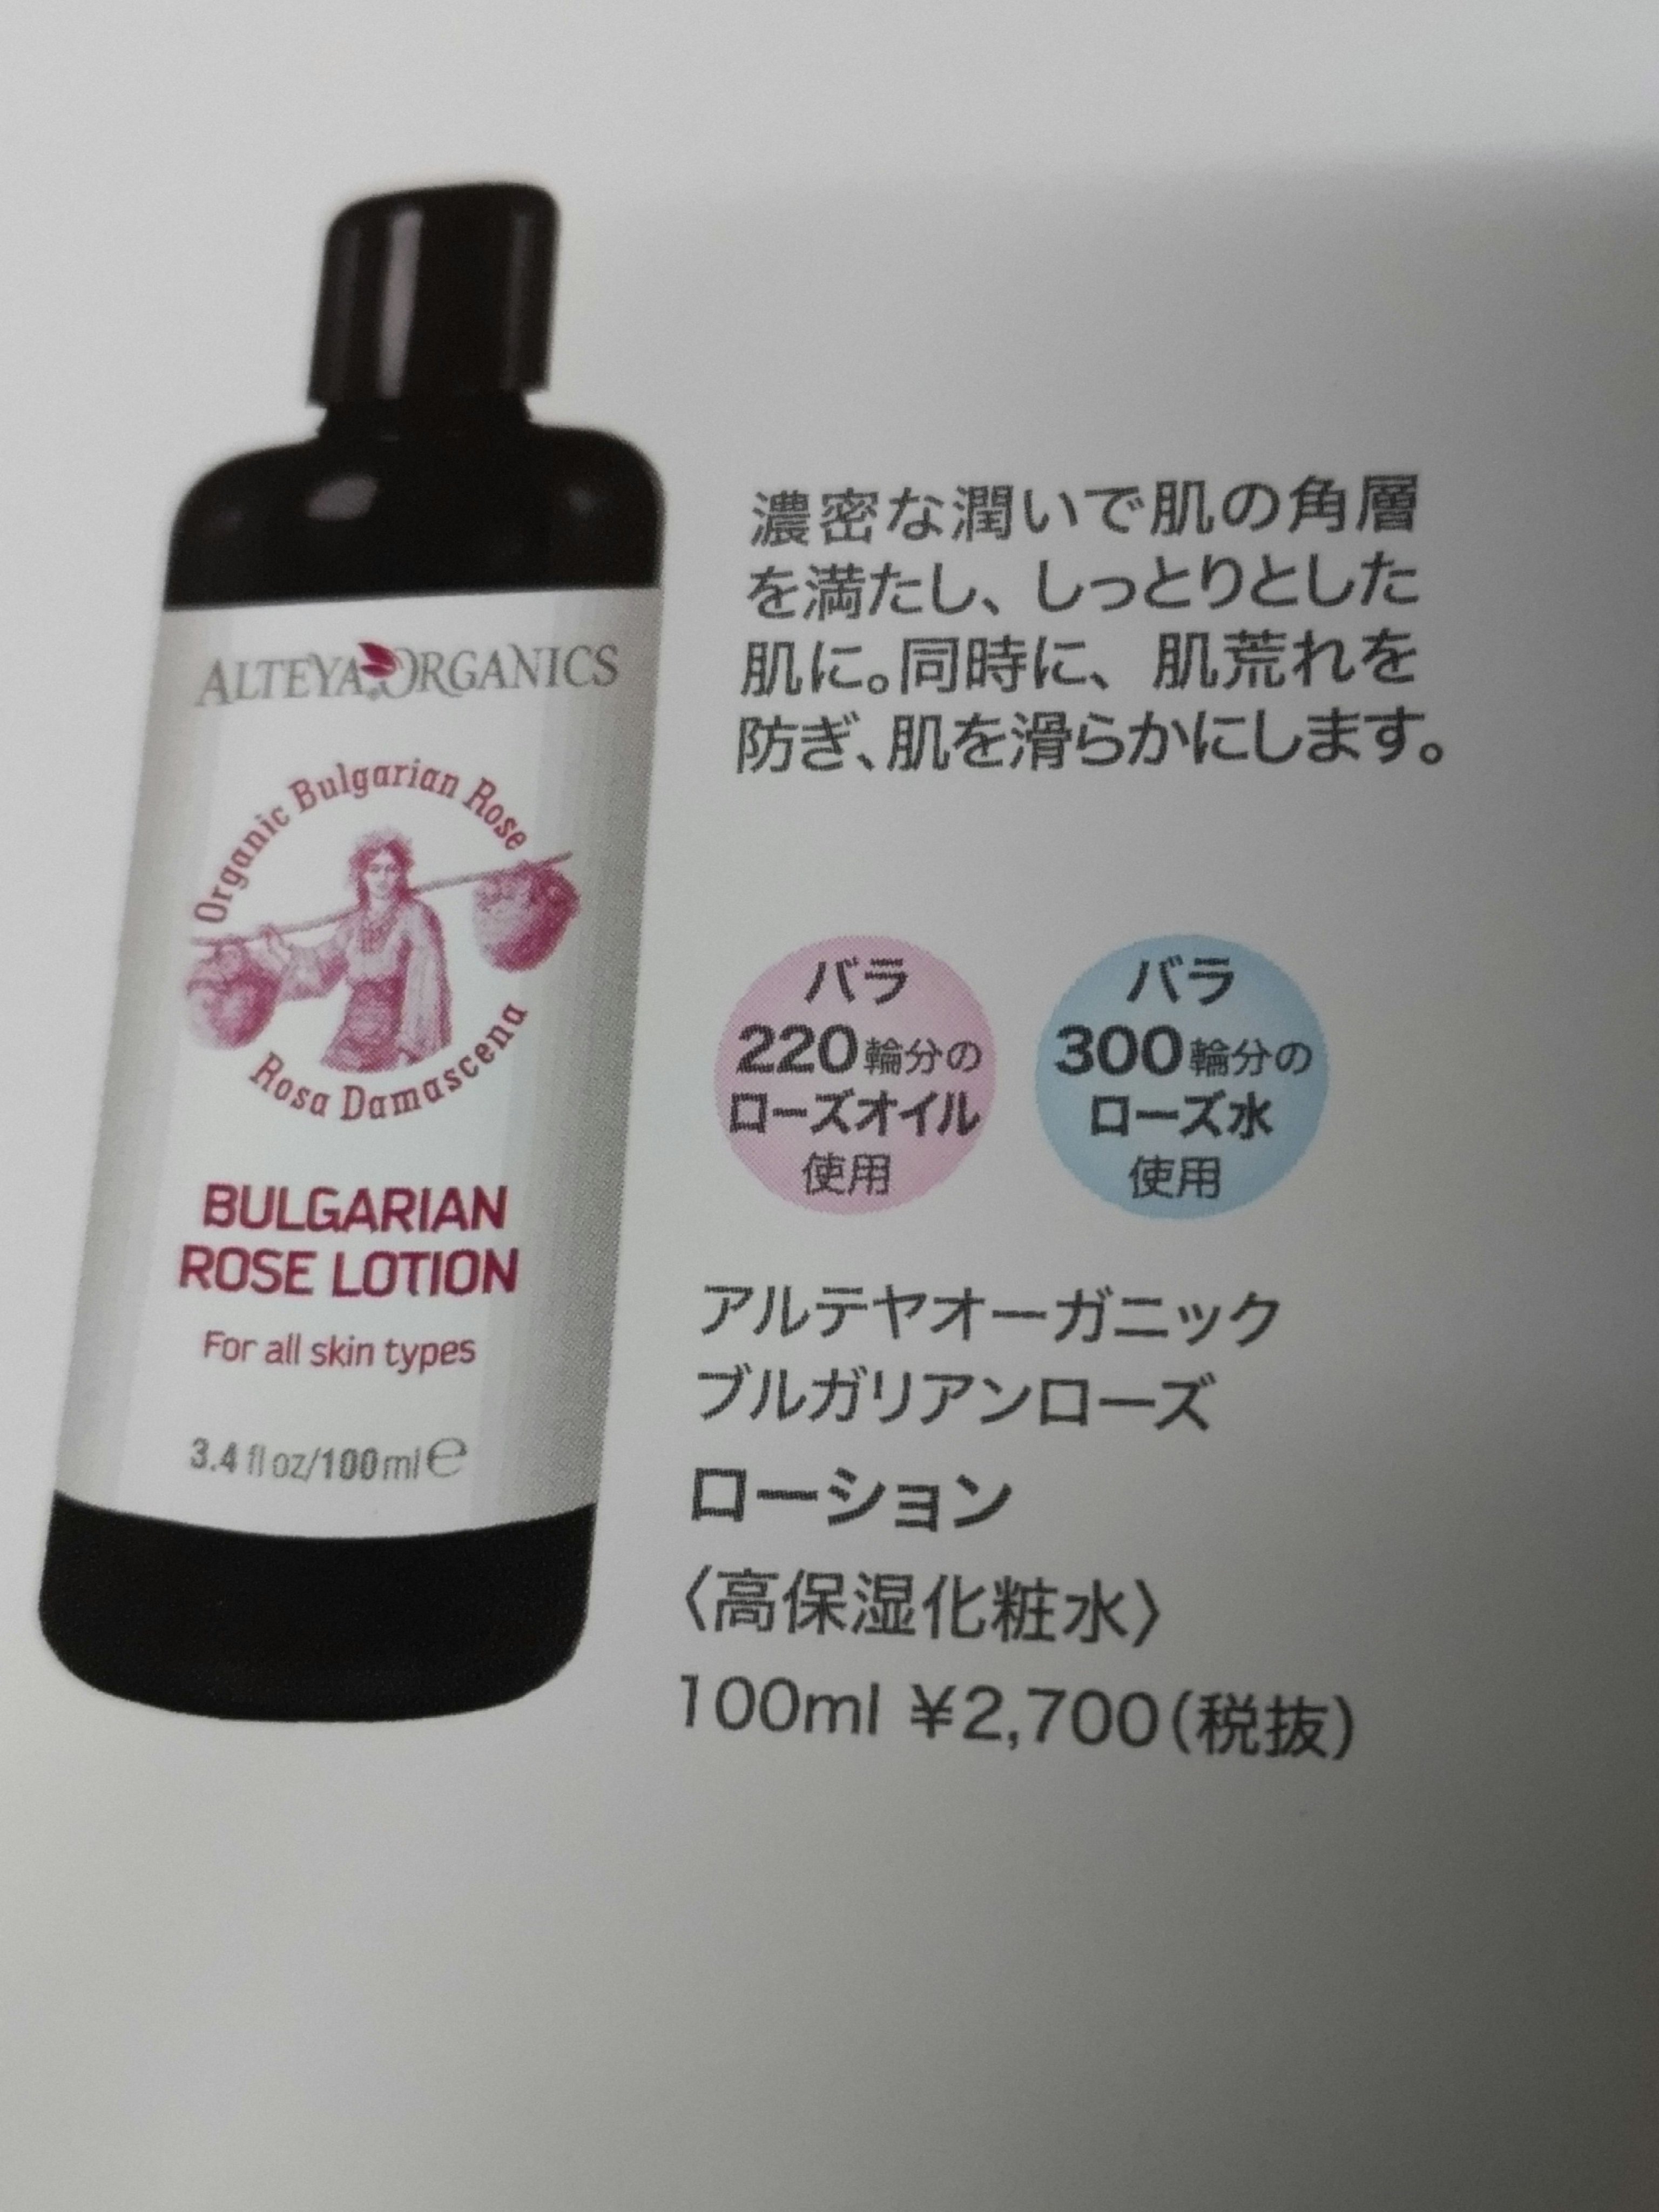 ALTEYA ORGANICS
Organic Bulgarian Rose
Rosa Damascena
BULGARIAN
ROSE LOTION
For all skin types
3.4 fl oz/100ml ℮
濃密な潤いで肌の角層
を満たし、しっとりとした
肌に。同時に、肌荒れを
防ぎ、肌を滑らかにします。
バラ
220輪分の
ローズオイル
使用
バラ
300輪分の
ローズ水
使用
アルテヤオーガニック
ブルガリアンローズ
ローション
〈高保湿化粧水〉
100ml ¥2,700(税抜)